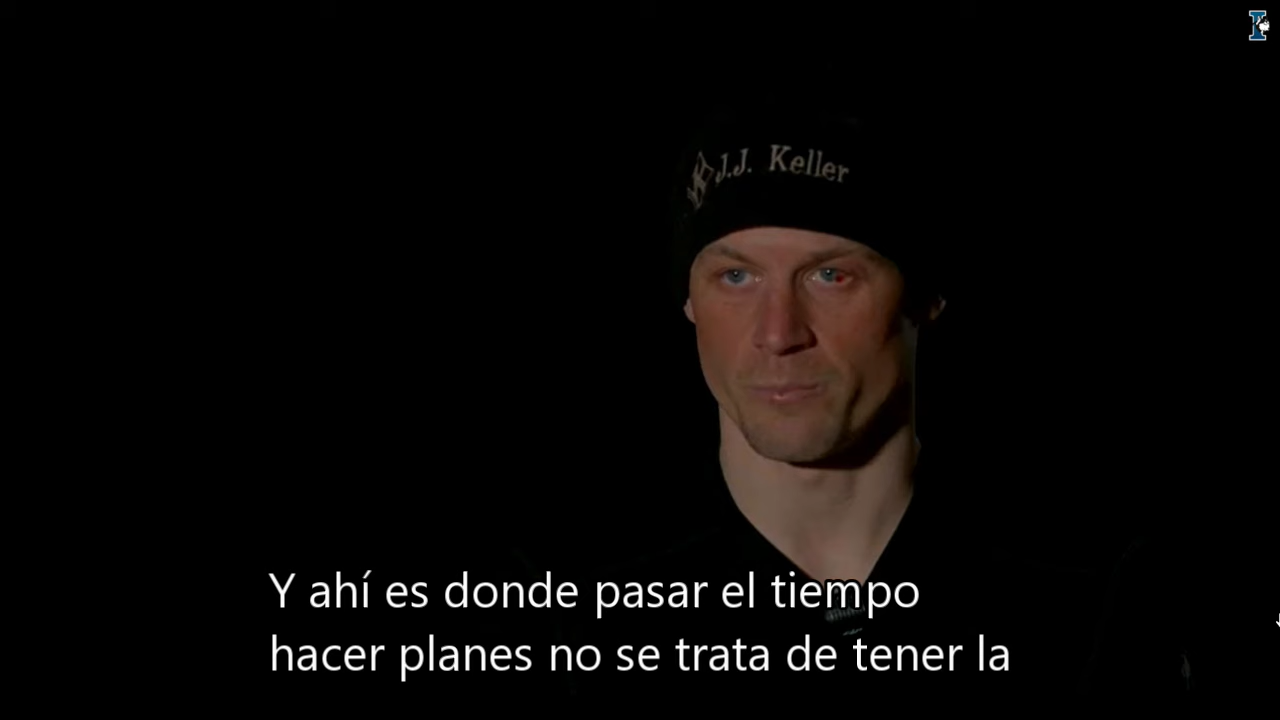 J.J. Keller
Y ahí es donde pasar el tiempo
hacer planes no se trata de tener la